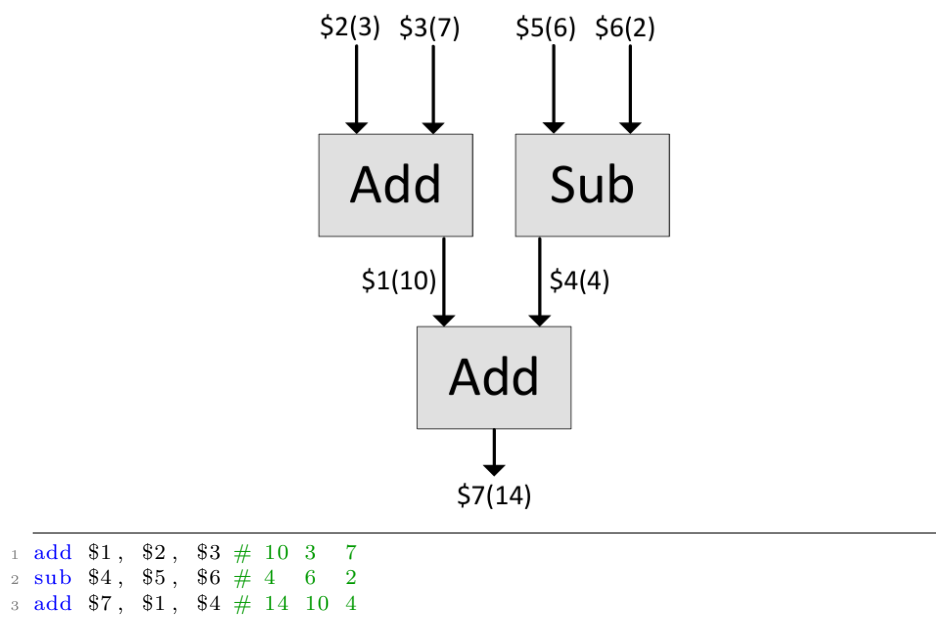 $2(3) $3(7) $5(6) $6(2)
Add Sub
$1(10) $4(4)
Add
$7(14)
1 add $1, $2, $3 # 10 3 7
2 sub $4, $5, $6 # 4 6 2
3 add $7, $1, $4 # 14 10 4